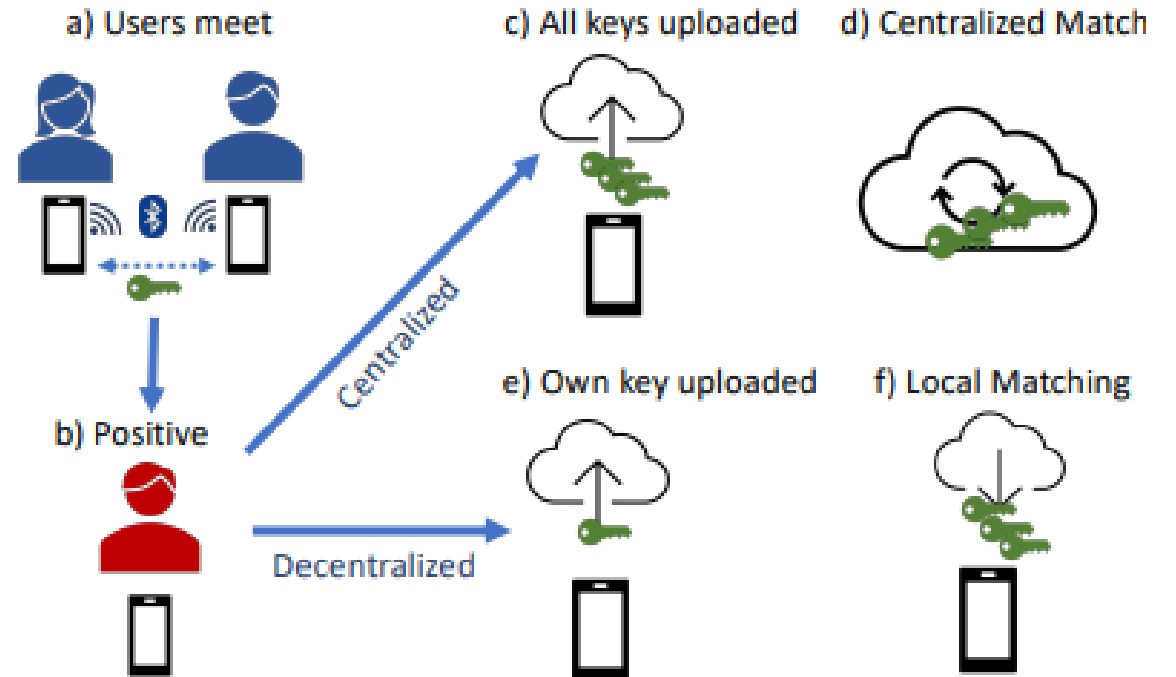 a) Users meet
c) All keys uploaded
d) Centralized Match
Centralized
b) Positive
e) Own key uploaded
f) Local Matching
Decentralized